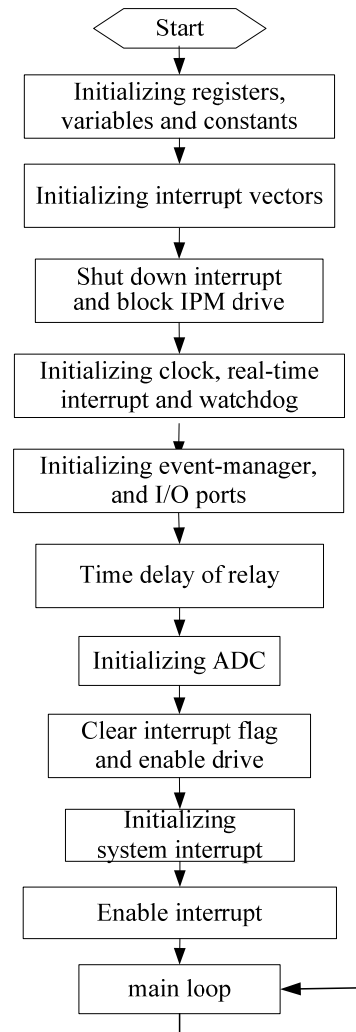 Start
Initializing registers,
variables and constants
Initializing interrupt vectors
Shut down interrupt
and block IPM drive
Initializing clock, real-time
interrupt and watchdog
Initializing event-manager,
and I/O ports
Time delay of relay
Initializing ADC
Clear interrupt flag
and enable drive
Initializing
system interrupt
Enable interrupt
main loop